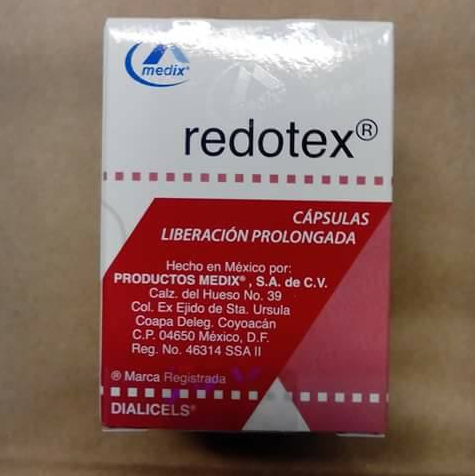 medix®
redotex®
CÁPSULAS
LIBERACIÓN PROLONGADA
Hecho en México por:
PRODUCTOS MEDIX®, S.A. de C.V.
Calz. del Hueso No. 39
Col. Ex Ejido de Sta. Ursula
Coapa Deleg. Coyoacán
C.P. 04650 México, D.F.
Reg. No. 46314 SSA II
® Marca Registrada
DIALICELS®